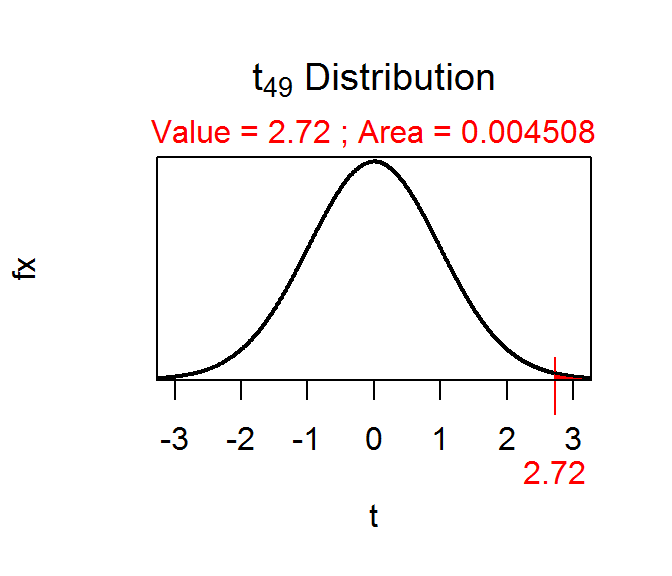 t₄₉ Distribution
Value = 2.72 ; Area = 0.004508
fx
-3 -2 -1 0 1 2 3
2.72
t